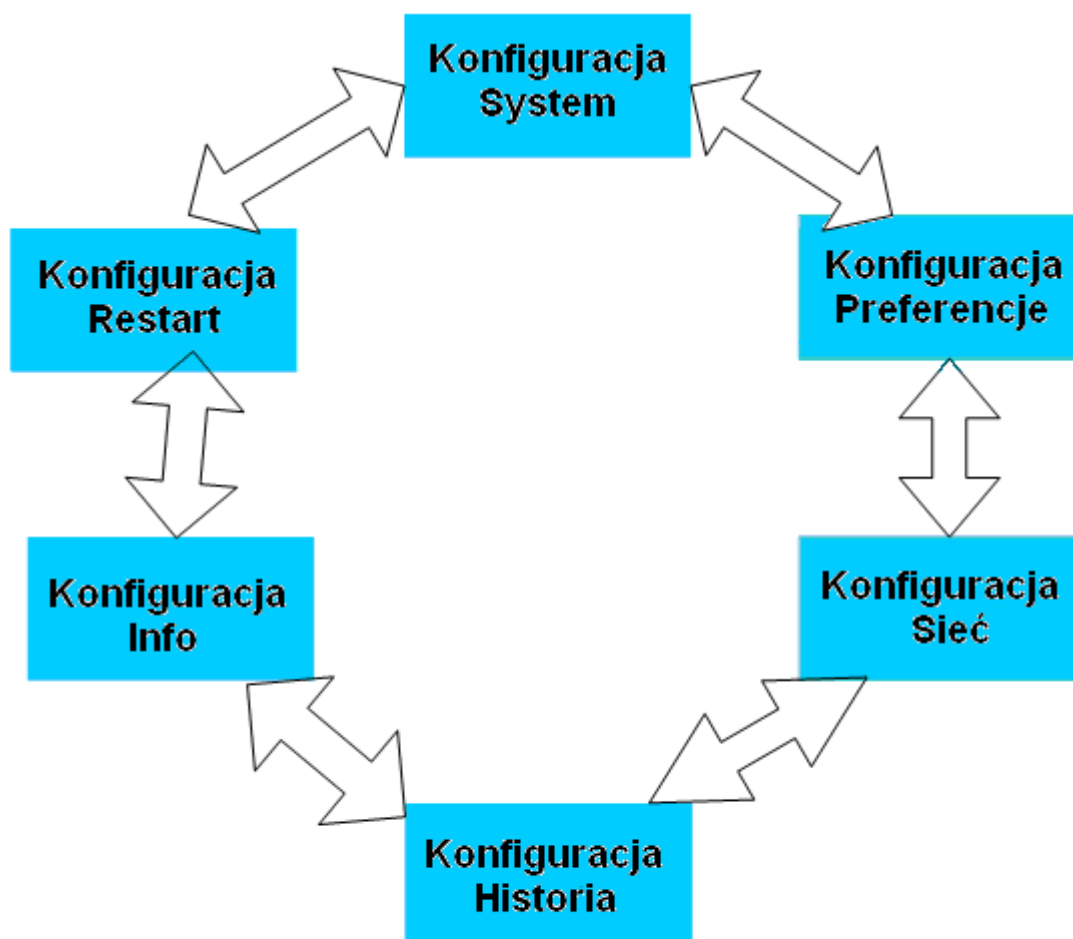 Konfiguracja
System
Konfiguracja
Restart
Konfiguracja
Preferencje
Konfiguracja
Info
Konfiguracja
Sieć
Konfiguracja
Historia